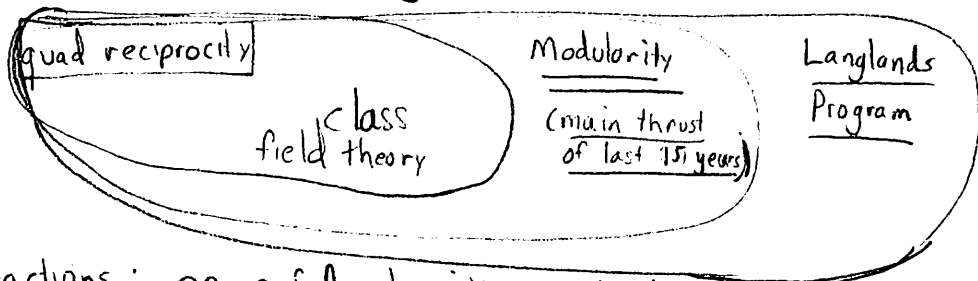 quad reciprocity
class
field theory
Modularity
(main thrust
of last 15 years)
Langlands
Program